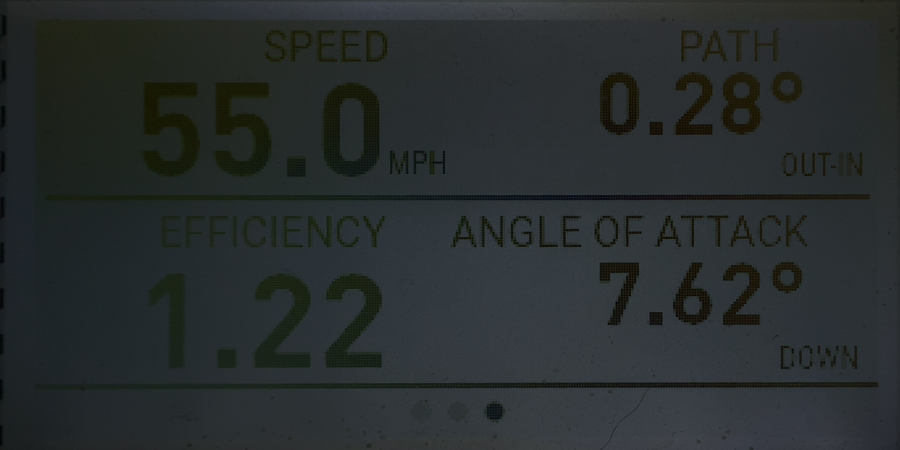 SPEED
55.0 MPH
PATH
0.28°
OUT-IN
EFFICIENCY
1.22
ANGLE OF ATTACK
7.62°
DOWN